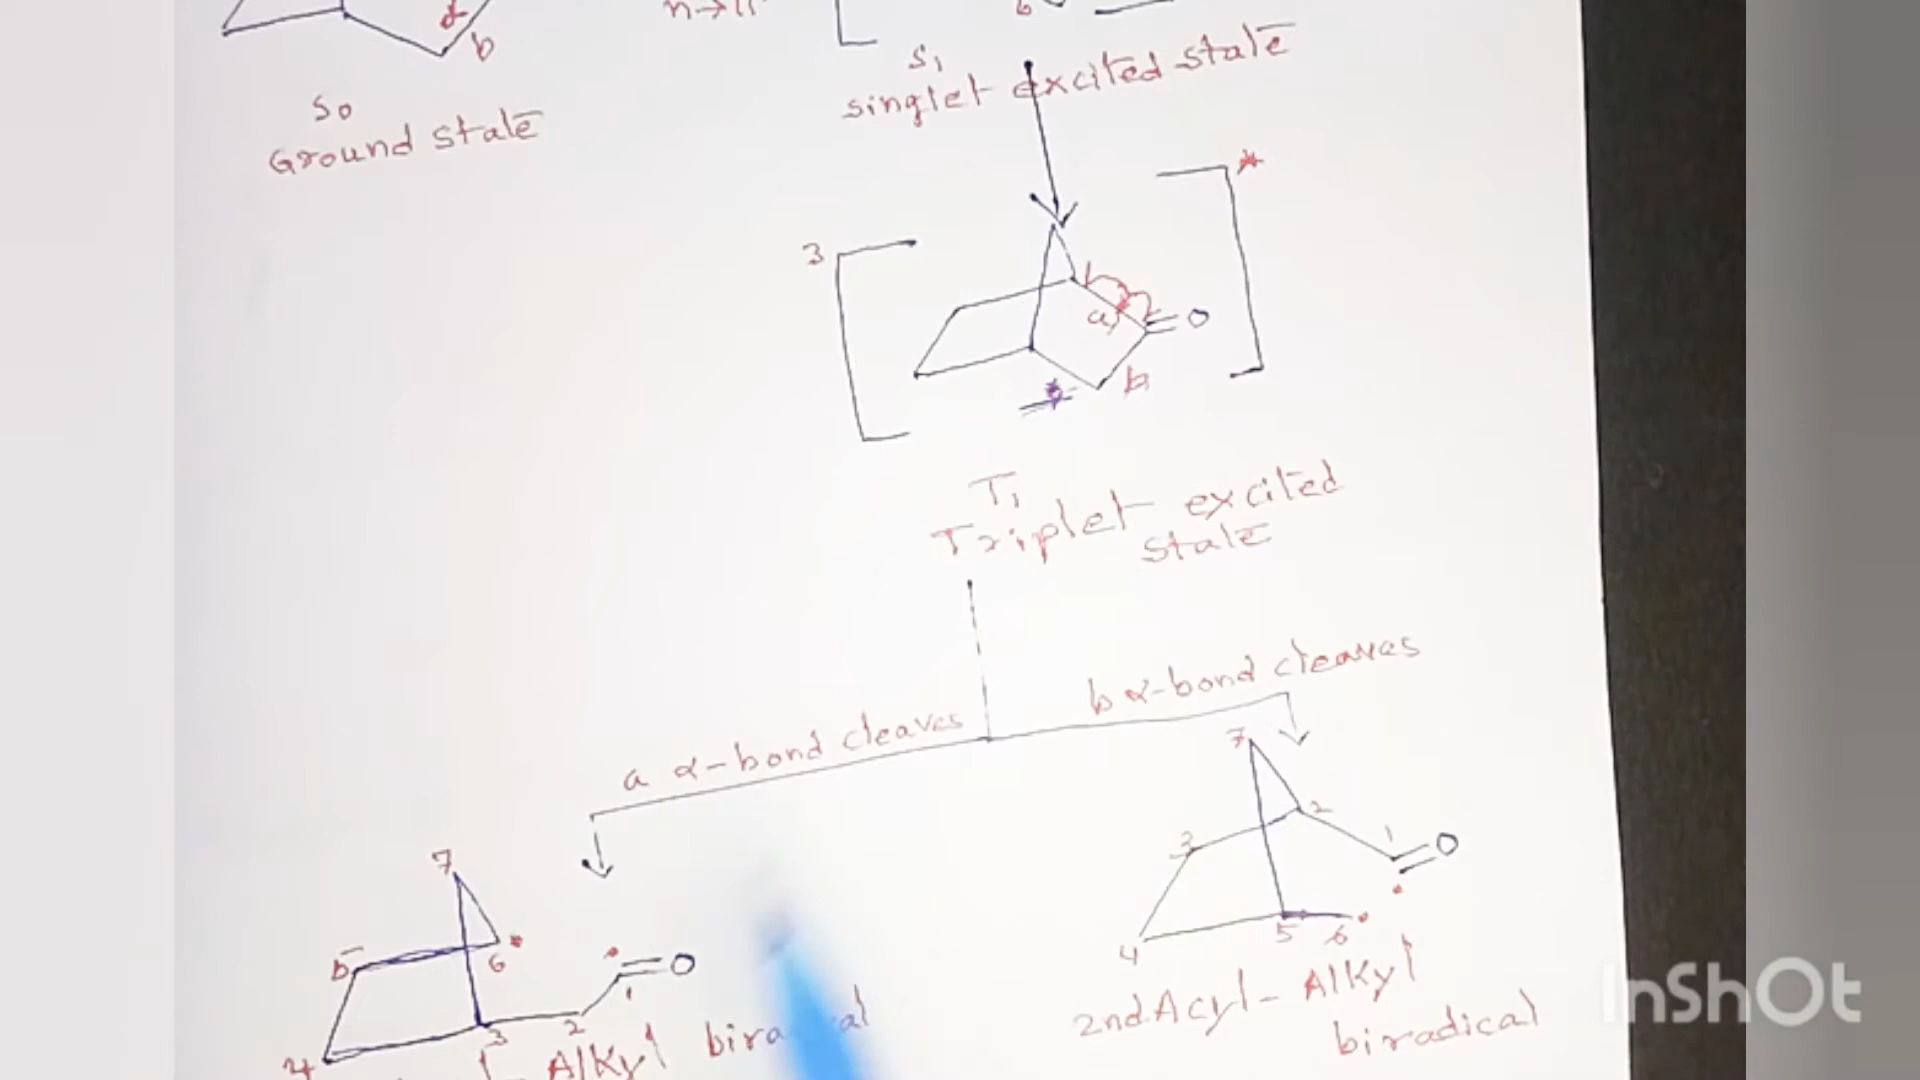 b
n→π
6
S₁
singlet excited state
S₀
Ground state
*
3
a
O
b
T₁
Triplet excited
state
b α-bond cleaves
a α-bond cleaves
7
2
3
1
O
7
5
6
4
6
O
1
2
3
4
2nd Acyl-Alkyl
biradical
Alkyl
InShOt